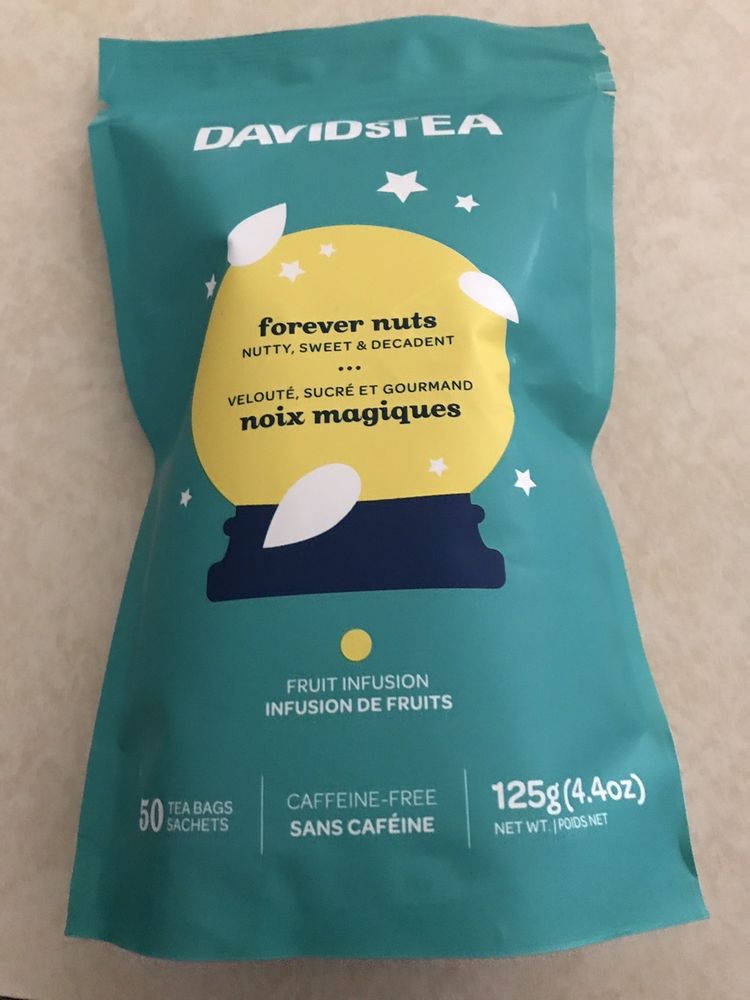 DAVIDsTEA
forever nuts
NUTTY, SWEET & DECADENT
•••
VELOUTÉ, SUCRÉ ET GOURMAND
noix magiques
FRUIT INFUSION
INFUSION DE FRUITS
50 TEA BAGS
SACHETS
CAFFEINE-FREE
SANS CAFÉINE
125g (4.4oz)
NET WT. | POIDS NET